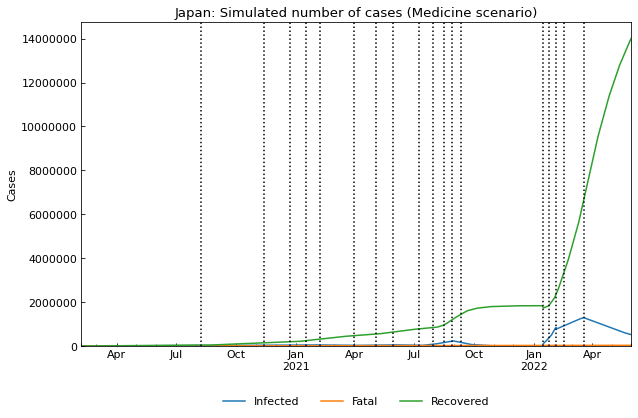 Japan: Simulated number of cases (Medicine scenario)
14000000
12000000
10000000
8000000
6000000
4000000
2000000
0
Cases
Apr Jul Oct Jan Apr Jul Oct Jan Apr
2021 2022
Infected Fatal Recovered